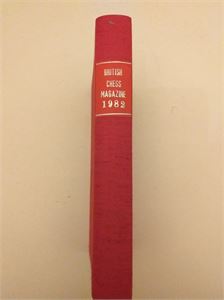 BRITISH
CHESS
MAGAZINE
1982